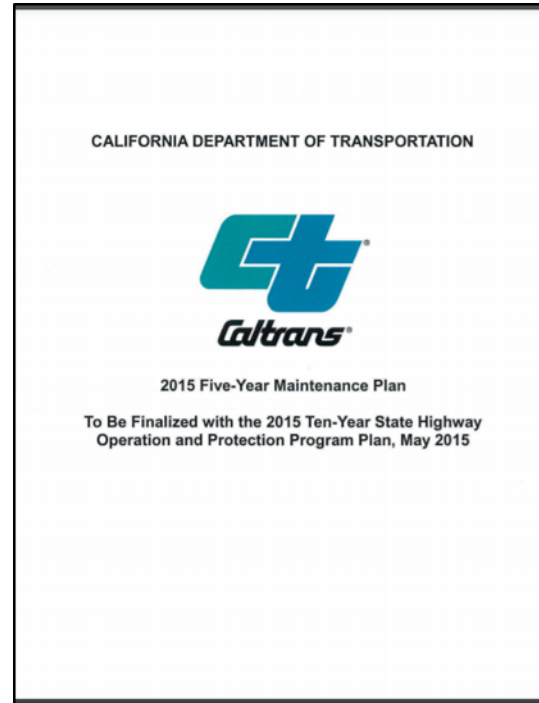 CALIFORNIA DEPARTMENT OF TRANSPORTATION
ct®
Caltrans®
2015 Five-Year Maintenance Plan
To Be Finalized with the 2015 Ten-Year State Highway
Operation and Protection Program Plan, May 2015